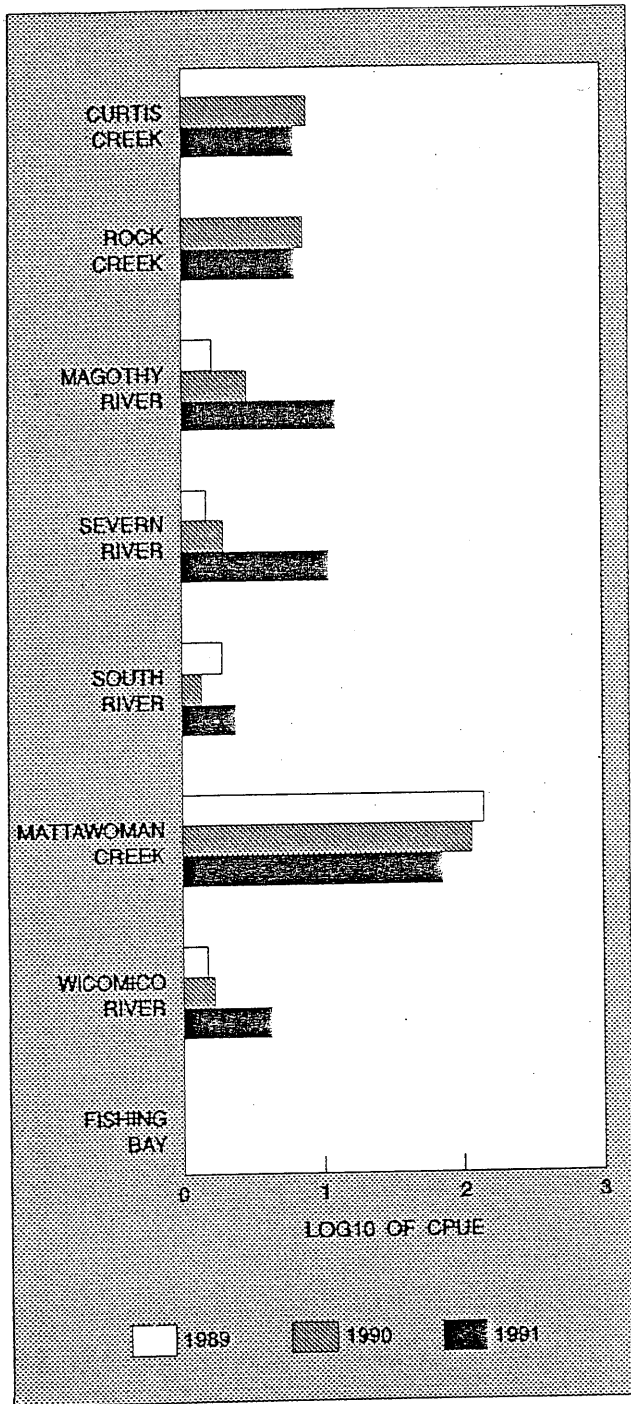 CURTIS
CREEK
ROCK
CREEK
MAGOTHY
RIVER
SEVERN
RIVER
SOUTH
RIVER
MATTAWOMAN
CREEK
WICOMICO
RIVER
FISHING
BAY
0 1 2 3
LOG10 OF CPUE
1989 1990 1991